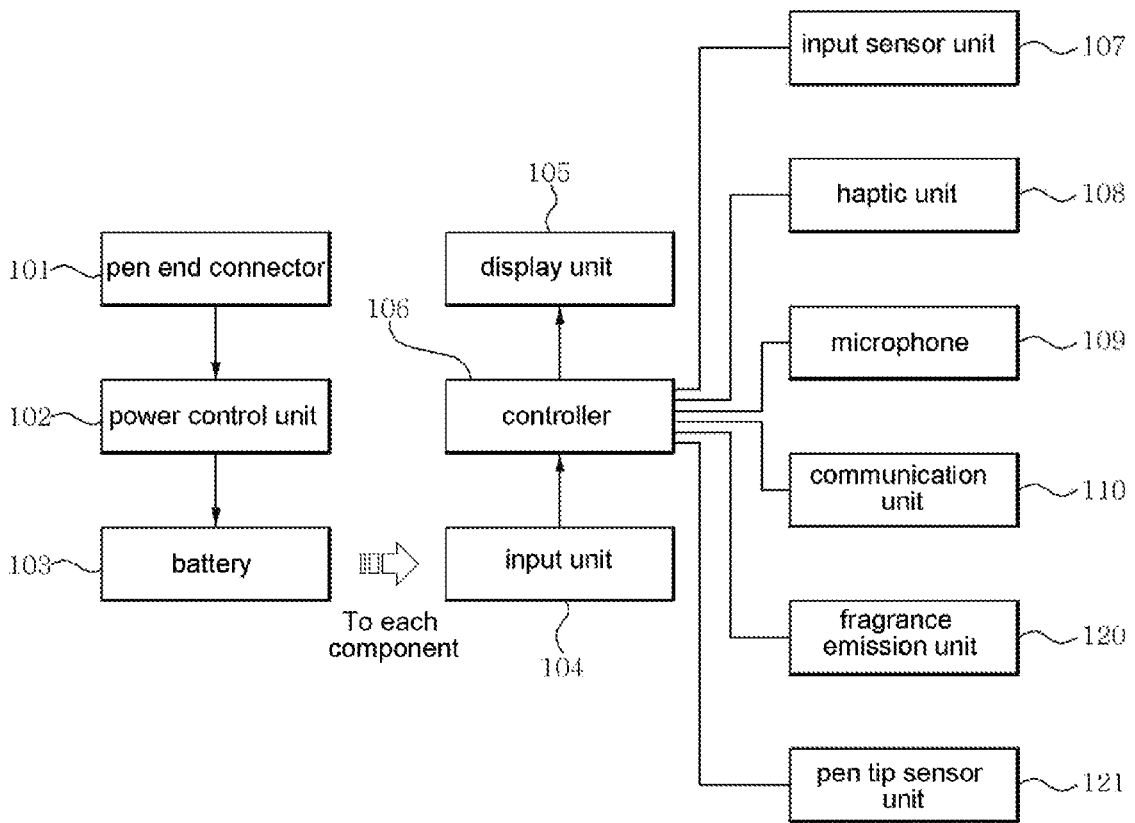 input sensor unit
107
haptic unit
108
105
101
pen end connector
display unit
106
microphone
109
102
power control unit
controller
communication
unit
110
103
battery
input unit
To each
component
104
fragrance
emission unit
120
pen tip sensor
unit
121